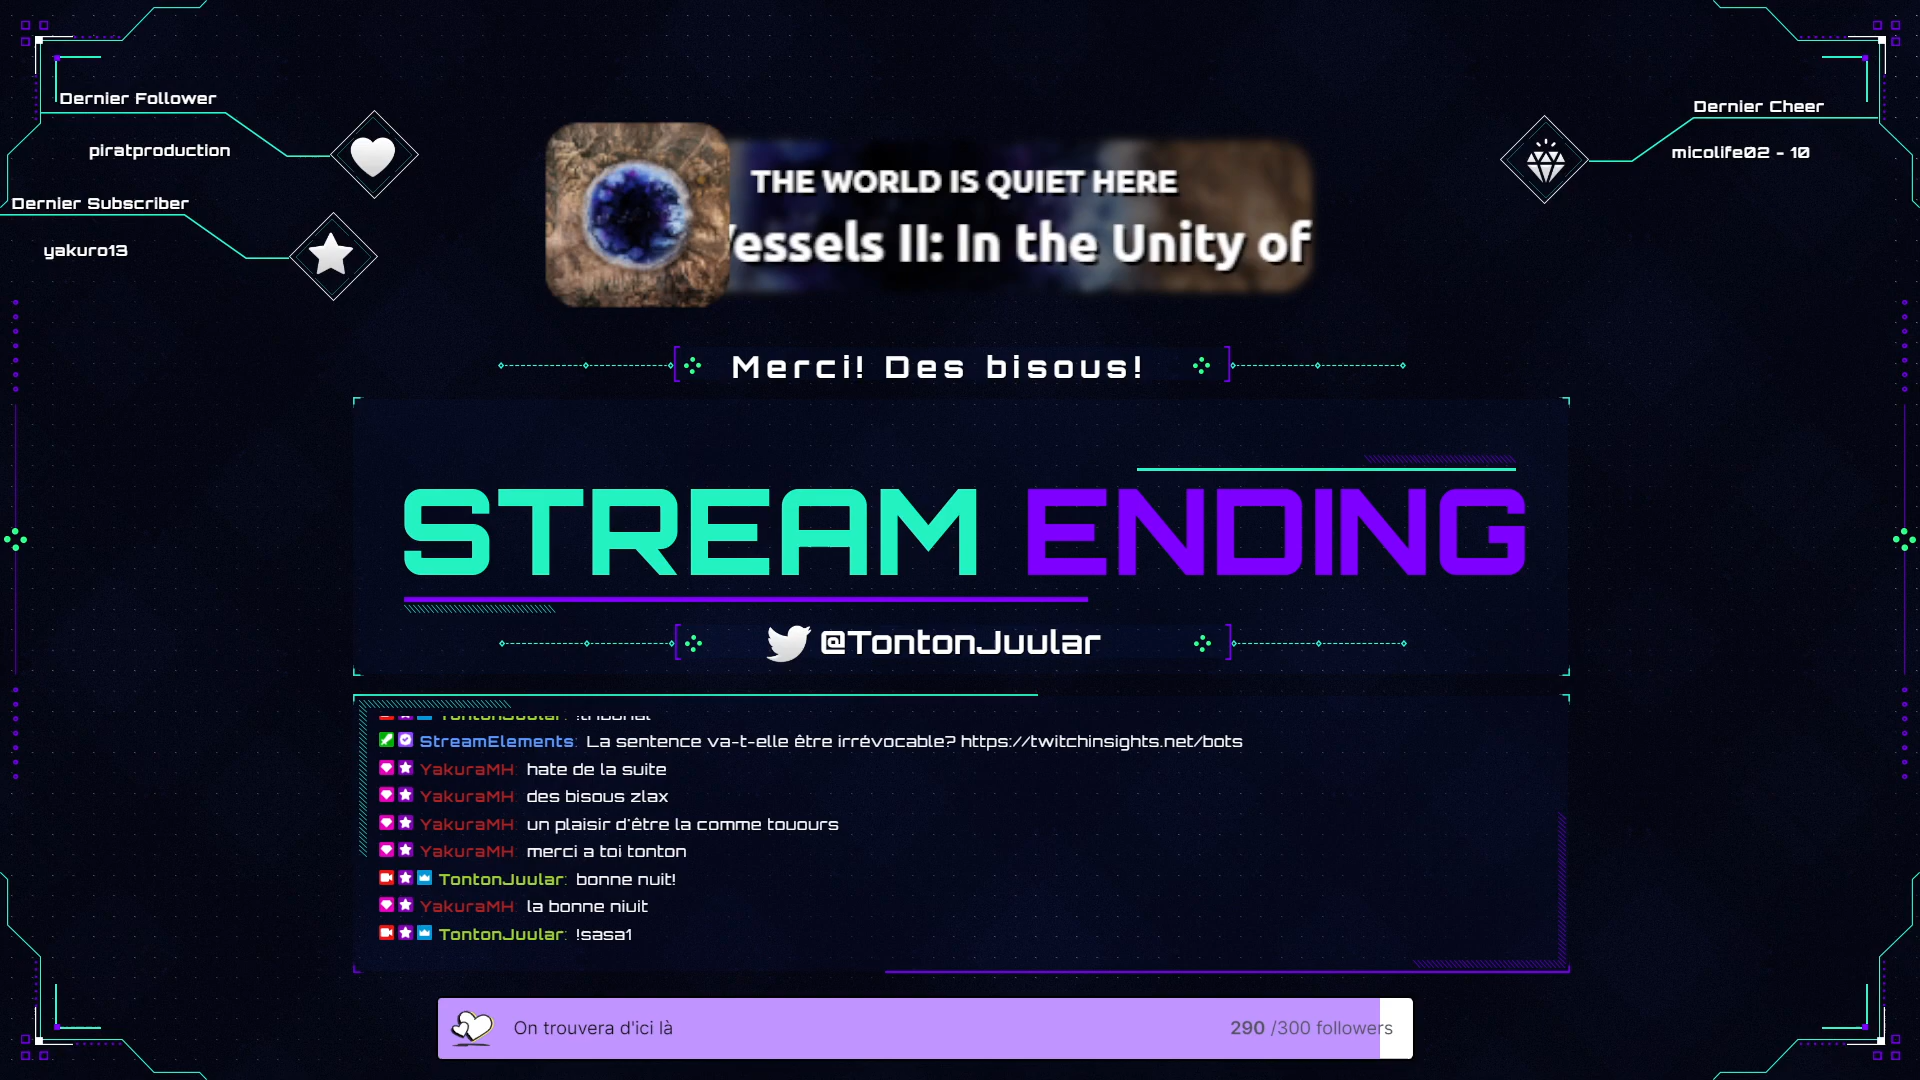 Dernier Follower
piratproduction
Dernier Subscriber
yakuro13
Dernier Cheer
micolife02 - 10
THE WORLD IS QUIET HERE
Vessels II: In the Unity of
Merci! Des bisous!
STREAM ENDING
@TontonJuular
TontonJuular: !tribunal
StreamElements: La sentence va-t-elle être irrévocable? https://twitchinsights.net/bots
YakuraMH: hate de la suite
YakuraMH: des bisous zlax
YakuraMH: un plaisir d'être la comme touours
YakuraMH: merci a toi tonton
TontonJuular: bonne nuit!
YakuraMH: la bonne niuit
TontonJuular: !sasa1
On trouvera d'ici là
290 /300 followers